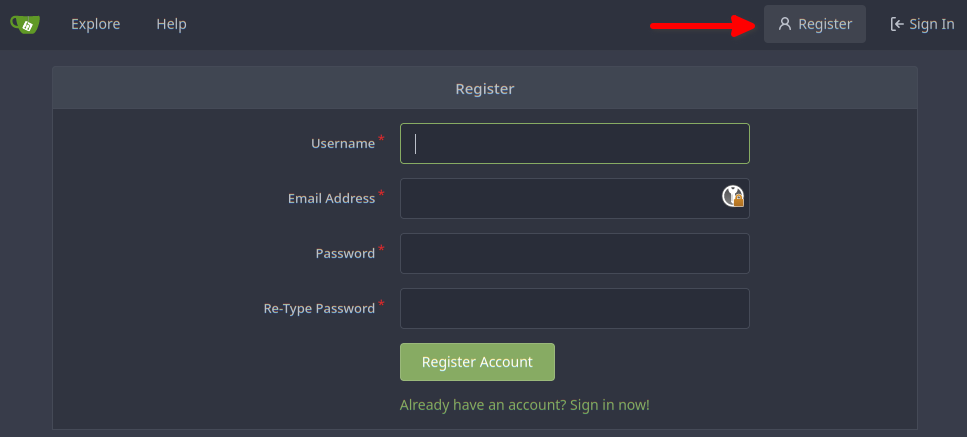 Explore Help Register Sign In
Register
Username *
Email Address *
Password *
Re-Type Password *
Register Account
Already have an account? Sign in now!